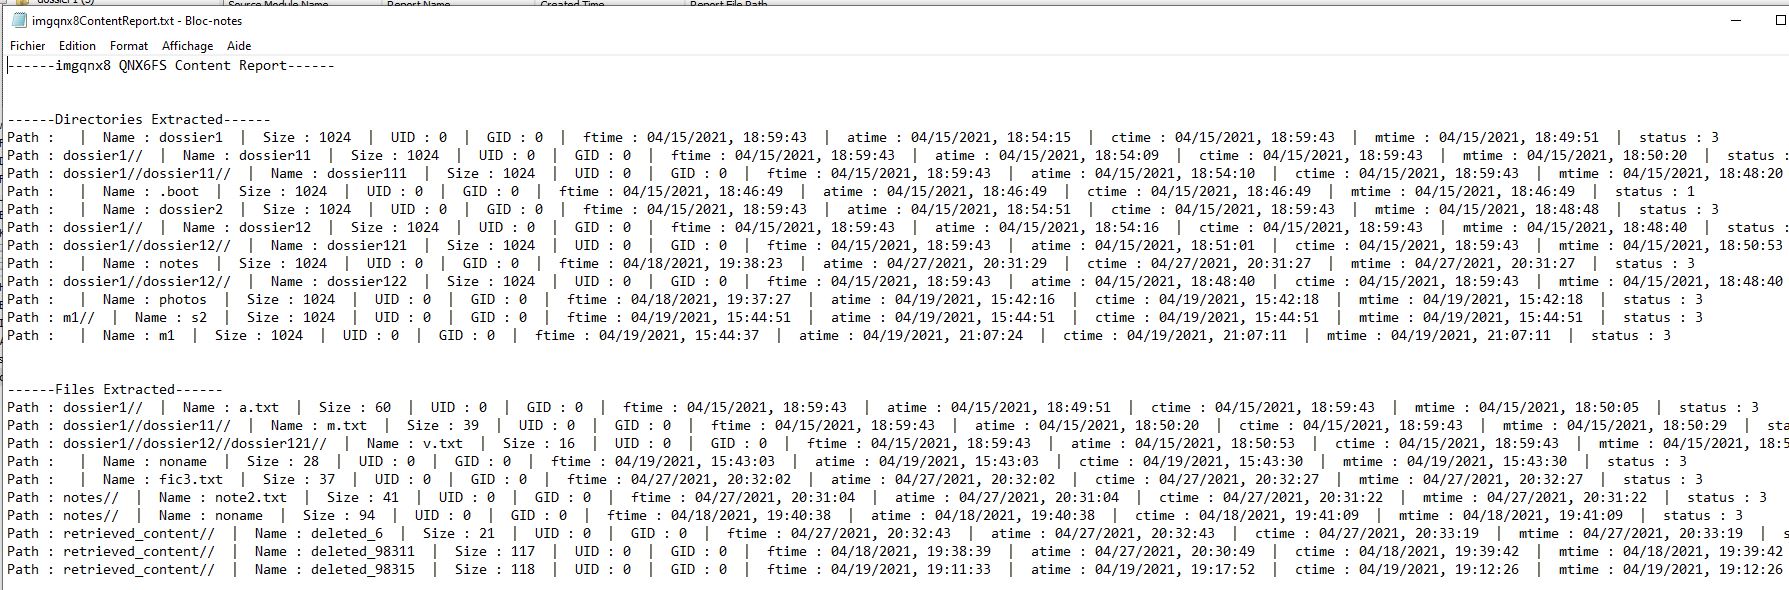 dossier1 (3) Source Module Name Report Name Created Time Report File Path
imgqnx8ContentReport.txt - Bloc-notes
Fichier Edition Format Affichage Aide
------imgqnx8 QNX6FS Content Report------
------Directories Extracted------
Path :   |  Name : dossier1  |  Size : 1024  |  UID : 0  |  GID : 0  |  ftime : 04/15/2021, 18:59:43  |  atime : 04/15/2021, 18:54:15  |  ctime : 04/15/2021, 18:59:43  |  mtime : 04/15/2021, 18:49:51  |  status : 3
Path : dossier1//  |  Name : dossier11  |  Size : 1024  |  UID : 0  |  GID : 0  |  ftime : 04/15/2021, 18:59:43  |  atime : 04/15/2021, 18:54:09  |  ctime : 04/15/2021, 18:59:43  |  mtime : 04/15/2021, 18:50:20  |  status :
Path : dossier1//dossier11//  |  Name : dossier111  |  Size : 1024  |  UID : 0  |  GID : 0  |  ftime : 04/15/2021, 18:59:43  |  atime : 04/15/2021, 18:54:10  |  ctime : 04/15/2021, 18:59:43  |  mtime : 04/15/2021, 18:48:20
Path :   |  Name : .boot  |  Size : 1024  |  UID : 0  |  GID : 0  |  ftime : 04/15/2021, 18:46:49  |  atime : 04/15/2021, 18:46:49  |  ctime : 04/15/2021, 18:46:49  |  mtime : 04/15/2021, 18:46:49  |  status : 1
Path :   |  Name : dossier2  |  Size : 1024  |  UID : 0  |  GID : 0  |  ftime : 04/15/2021, 18:59:43  |  atime : 04/15/2021, 18:54:51  |  ctime : 04/15/2021, 18:59:43  |  mtime : 04/15/2021, 18:48:48  |  status : 3
Path : dossier1//  |  Name : dossier12  |  Size : 1024  |  UID : 0  |  GID : 0  |  ftime : 04/15/2021, 18:59:43  |  atime : 04/15/2021, 18:54:16  |  ctime : 04/15/2021, 18:59:43  |  mtime : 04/15/2021, 18:48:40  |  status :
Path : dossier1//dossier12//  |  Name : dossier121  |  Size : 1024  |  UID : 0  |  GID : 0  |  ftime : 04/15/2021, 18:59:43  |  atime : 04/15/2021, 18:51:01  |  ctime : 04/15/2021, 18:59:43  |  mtime : 04/15/2021, 18:50:53
Path :   |  Name : notes  |  Size : 1024  |  UID : 0  |  GID : 0  |  ftime : 04/18/2021, 19:38:23  |  atime : 04/27/2021, 20:31:29  |  ctime : 04/27/2021, 20:31:27  |  mtime : 04/27/2021, 20:31:27  |  status : 3
Path : dossier1//dossier12//  |  Name : dossier122  |  Size : 1024  |  UID : 0  |  GID : 0  |  ftime : 04/15/2021, 18:59:43  |  atime : 04/15/2021, 18:48:40  |  ctime : 04/15/2021, 18:59:43  |  mtime : 04/15/2021, 18:48:40
Path :   |  Name : photos  |  Size : 1024  |  UID : 0  |  GID : 0  |  ftime : 04/18/2021, 19:37:27  |  atime : 04/19/2021, 15:42:16  |  ctime : 04/19/2021, 15:42:18  |  mtime : 04/19/2021, 15:42:18  |  status : 3
Path : m1//  |  Name : s2  |  Size : 1024  |  UID : 0  |  GID : 0  |  ftime : 04/19/2021, 15:44:51  |  atime : 04/19/2021, 15:44:51  |  ctime : 04/19/2021, 15:44:51  |  mtime : 04/19/2021, 15:44:51  |  status : 3
Path :   |  Name : m1  |  Size : 1024  |  UID : 0  |  GID : 0  |  ftime : 04/19/2021, 15:44:37  |  atime : 04/19/2021, 21:07:24  |  ctime : 04/19/2021, 21:07:11  |  mtime : 04/19/2021, 21:07:11  |  status : 3
------Files Extracted------
Path : dossier1//  |  Name : a.txt  |  Size : 60  |  UID : 0  |  GID : 0  |  ftime : 04/15/2021, 18:59:43  |  atime : 04/15/2021, 18:49:51  |  ctime : 04/15/2021, 18:59:43  |  mtime : 04/15/2021, 18:50:05  |  status : 3
Path : dossier1//dossier11//  |  Name : m.txt  |  Size : 39  |  UID : 0  |  GID : 0  |  ftime : 04/15/2021, 18:59:43  |  atime : 04/15/2021, 18:50:20  |  ctime : 04/15/2021, 18:59:43  |  mtime : 04/15/2021, 18:50:29  |  sta
Path : dossier1//dossier12//dossier121//  |  Name : v.txt  |  Size : 16  |  UID : 0  |  GID : 0  |  ftime : 04/15/2021, 18:59:43  |  atime : 04/15/2021, 18:50:53  |  ctime : 04/15/2021, 18:59:43  |  mtime : 04/15/2021, 18:5
Path :   |  Name : noname  |  Size : 28  |  UID : 0  |  GID : 0  |  ftime : 04/19/2021, 15:43:03  |  atime : 04/19/2021, 15:43:03  |  ctime : 04/19/2021, 15:43:30  |  mtime : 04/19/2021, 15:43:30  |  status : 3
Path :   |  Name : fic3.txt  |  Size : 37  |  UID : 0  |  GID : 0  |  ftime : 04/27/2021, 20:32:02  |  atime : 04/27/2021, 20:32:02  |  ctime : 04/27/2021, 20:32:27  |  mtime : 04/27/2021, 20:32:27  |  status : 3
Path : notes//  |  Name : note2.txt  |  Size : 41  |  UID : 0  |  GID : 0  |  ftime : 04/27/2021, 20:31:04  |  atime : 04/27/2021, 20:31:04  |  ctime : 04/27/2021, 20:31:22  |  mtime : 04/27/2021, 20:31:22  |  status : 3
Path : notes//  |  Name : noname  |  Size : 94  |  UID : 0  |  GID : 0  |  ftime : 04/18/2021, 19:40:38  |  atime : 04/18/2021, 19:40:38  |  ctime : 04/18/2021, 19:41:09  |  mtime : 04/18/2021, 19:41:09  |  status : 3
Path : retrieved_content//  |  Name : deleted_6  |  Size : 21  |  UID : 0  |  GID : 0  |  ftime : 04/27/2021, 20:32:43  |  atime : 04/27/2021, 20:32:43  |  ctime : 04/27/2021, 20:33:19  |  mtime : 04/27/2021, 20:33:19  |  s
Path : retrieved_content//  |  Name : deleted_98311  |  Size : 117  |  UID : 0  |  GID : 0  |  ftime : 04/18/2021, 19:38:39  |  atime : 04/27/2021, 20:30:49  |  ctime : 04/18/2021, 19:39:42  |  mtime : 04/18/2021, 19:39:42
Path : retrieved_content//  |  Name : deleted_98315  |  Size : 118  |  UID : 0  |  GID : 0  |  ftime : 04/19/2021, 19:11:33  |  atime : 04/19/2021, 19:17:52  |  ctime : 04/19/2021, 19:12:26  |  mtime : 04/19/2021, 19:12:26